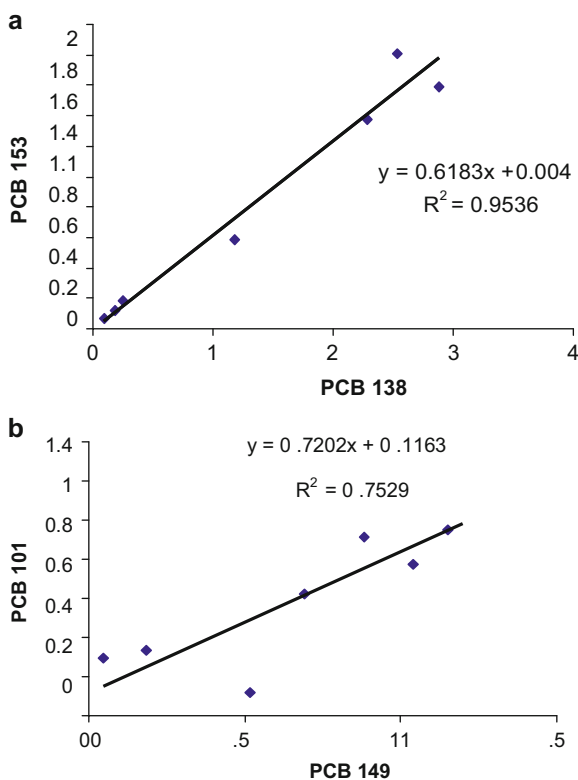 a
2
1.8
1.6
1.4
1.1
0.8
0.6
0.4
0.2
0
PCB 153
y = 0.6183x +0.004
R2 = 0.9536
0 1 2 3 4
PCB 138
b
1.4
1
0.8
0.6
0.4
0.2
0
PCB 101
y = 0 .7202x + 0 .1163
R2 = 0 .7529
00 .5 11 .5
PCB 149